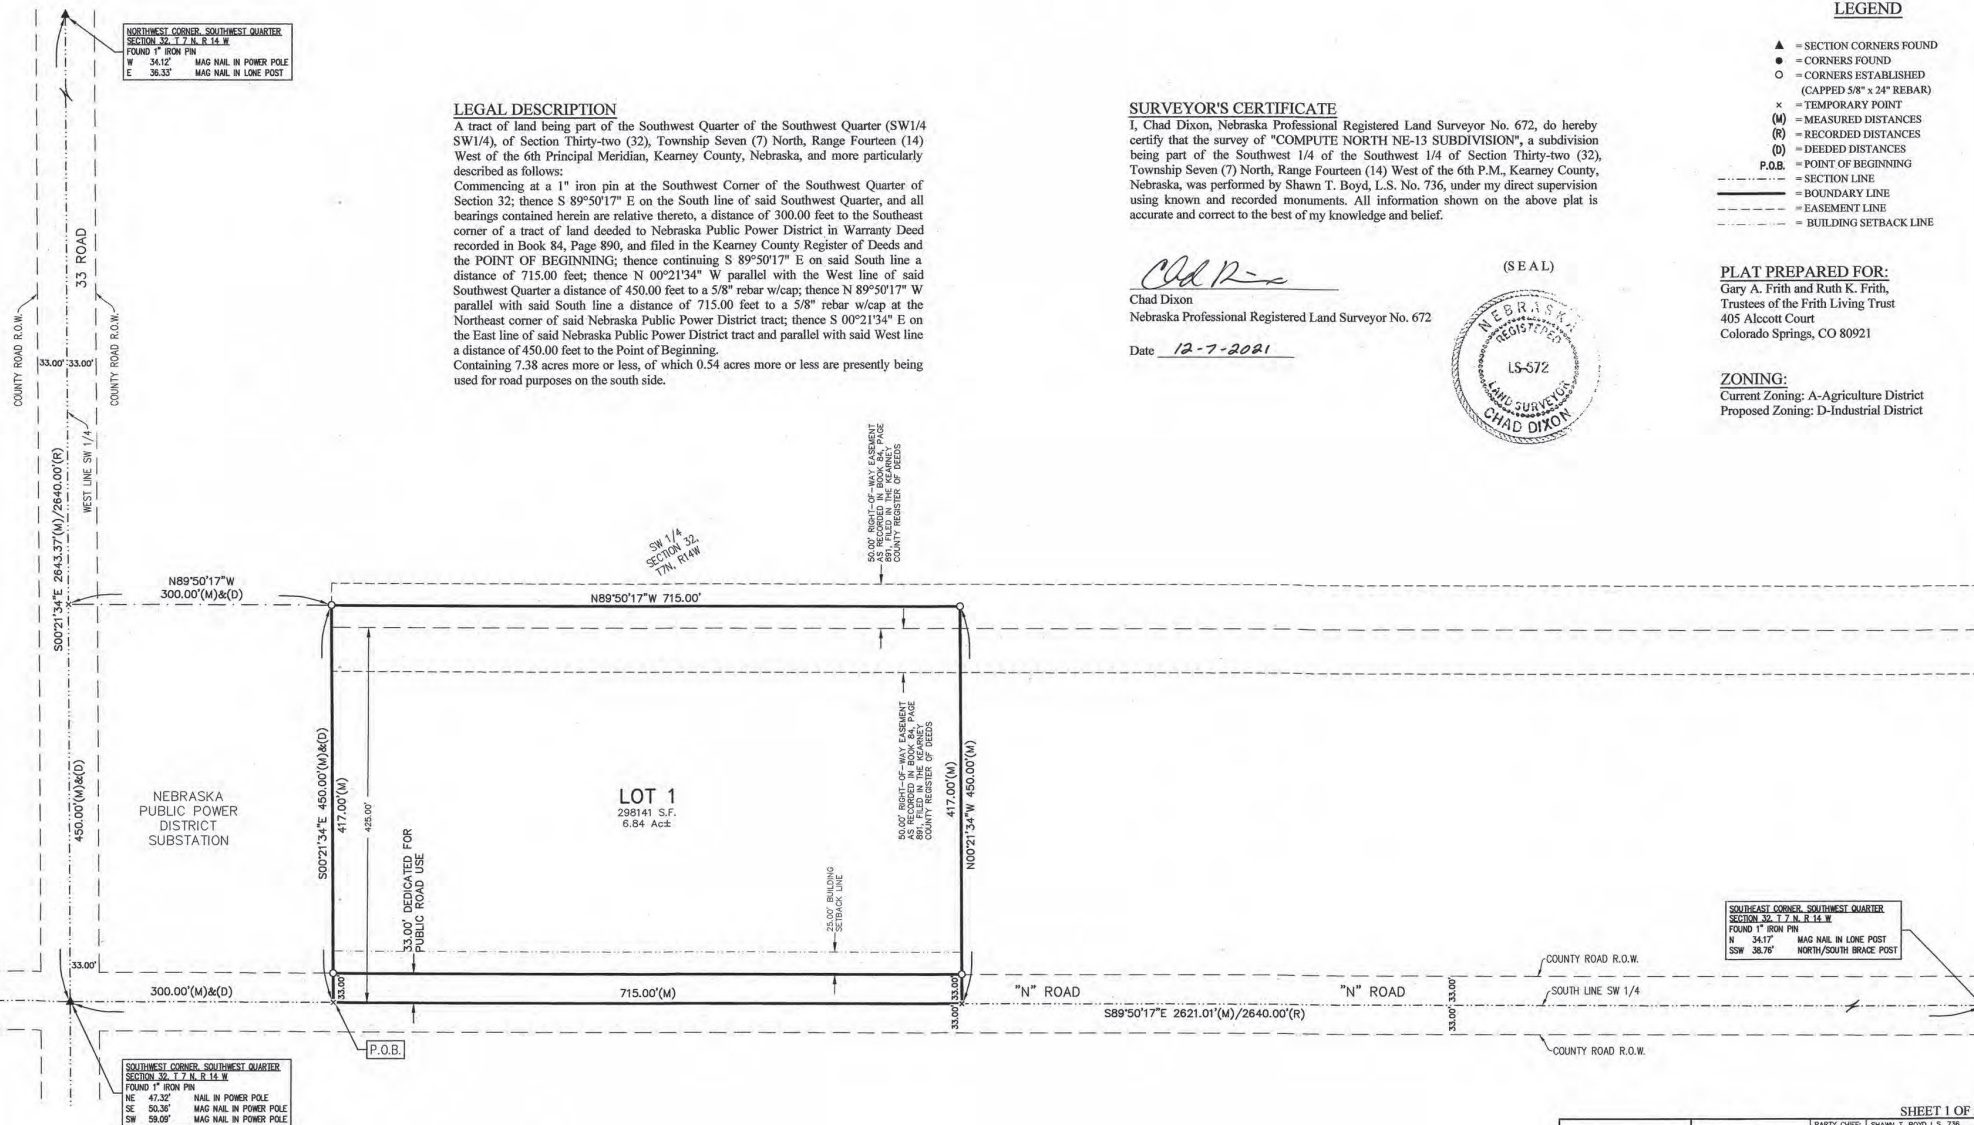 NORTHWEST CORNER, SOUTHWEST QUARTER
SECTION 32, T 7 N, R 14 W
FOUND 1" IRON PIN
W 34.12' MAG NAIL IN POWER POLE
E 36.33' MAG NAIL IN LONE POST
LEGAL DESCRIPTION
A tract of land being part of the Southwest Quarter of the Southwest Quarter (SW1/4
SW1/4), of Section Thirty-two (32), Township Seven (7) North, Range Fourteen (14)
West of the 6th Principal Meridian, Kearney County, Nebraska, and more particularly
described as follows:
Commencing at a 1" iron pin at the Southwest Corner of the Southwest Quarter of
Section 32; thence S 89°50'17" E on the South line of said Southwest Quarter, and all
bearings contained herein are relative thereto, a distance of 300.00 feet to the Southeast
corner of a tract of land deeded to Nebraska Public Power District in Warranty Deed
recorded in Book 84, Page 890, and filed in the Kearney County Register of Deeds and
the POINT OF BEGINNING; thence continuing S 89°50'17" E on said South line a
distance of 715.00 feet; thence N 00°21'34" W parallel with the West line of said
Southwest Quarter a distance of 450.00 feet to a 5/8" rebar w/cap; thence N 89°50'17" W
parallel with said South line a distance of 715.00 feet to a 5/8" rebar w/cap at the
Northeast corner of said Nebraska Public Power District tract; thence S 00°21'34" E on
the East line of said Nebraska Public Power District tract and parallel with said West line
a distance of 450.00 feet to the Point of Beginning.
Containing 7.38 acres more or less, of which 0.54 acres more or less are presently being
used for road purposes on the south side.
SURVEYOR'S CERTIFICATE
I, Chad Dixon, Nebraska Professional Registered Land Surveyor No. 672, do hereby
certify that the survey of "COMPUTE NORTH NE-13 SUBDIVISION", a subdivision
being part of the Southwest 1/4 of the Southwest 1/4 of Section Thirty-two (32),
Township Seven (7) North, Range Fourteen (14) West of the 6th P.M., Kearney County,
Nebraska, was performed by Shawn T. Boyd, L.S. No. 736, under my direct supervision
using known and recorded monuments. All information shown on the above plat is
accurate and correct to the best of my knowledge and belief.
Chad Dixon
Nebraska Professional Registered Land Surveyor No. 672
Date 12-7-2021
(SEAL)
NEBRASKA
REGISTERED
LS-672
LAND SURVEYOR
CHAD DIXON
LEGEND
▲ = SECTION CORNERS FOUND
● = CORNERS FOUND
○ = CORNERS ESTABLISHED
(CAPPED 5/8" x 24" REBAR)
× = TEMPORARY POINT
(M) = MEASURED DISTANCES
(R) = RECORDED DISTANCES
(D) = DEEDED DISTANCES
P.O.B. = POINT OF BEGINNING
= SECTION LINE
= BOUNDARY LINE
= EASEMENT LINE
= BUILDING SETBACK LINE
PLAT PREPARED FOR:
Gary A. Frith and Ruth K. Frith,
Trustees of the Frith Living Trust
405 Alccott Court
Colorado Springs, CO 80921
ZONING:
Current Zoning: A-Agriculture District
Proposed Zoning: D-Industrial District
33 ROAD
COUNTY ROAD R.O.W.
33.00' 33.00'
COUNTY ROAD R.O.W.
WEST LINE SW 1/4
S00°21'34"E 2643.37'(M)/2640.00'(R)
50.00' RIGHT-OF-WAY EASEMENT
AS RECORDED IN BOOK 84, PAGE
891, FILED IN THE KEARNEY
COUNTY REGISTER OF DEEDS
SW 1/4
SECTION 32,
T7N, R14W
N89°50'17"W
300.00'(M)&(D)
N89°50'17"W 715.00'
450.00'(M)&(D)
NEBRASKA
PUBLIC POWER
DISTRICT
SUBSTATION
S00°21'34"E 450.00'(M)&(D)
417.00'(M)
425.00'
LOT 1
298141 S.F.
6.84 Ac±
33.00' DEDICATED FOR
PUBLIC ROAD USE
25.00' BUILDING
SETBACK LINE
50.00' RIGHT-OF-WAY EASEMENT
AS RECORDED IN BOOK 84, PAGE
891, FILED IN THE KEARNEY
COUNTY REGISTER OF DEEDS
417.00'(M)
N00°21'34"W 450.00'(M)
SOUTHEAST CORNER, SOUTHWEST QUARTER
SECTION 32, T 7 N, R 14 W
FOUND 1" IRON PIN
N 34.17' MAG NAIL IN LONE POST
SSW 38.76' NORTH/SOUTH BRACE POST
33.00'
300.00'(M)&(D)
33.00'
715.00'(M)
33.00'
33.00'
"N" ROAD
"N" ROAD
33.00'
33.00'
COUNTY ROAD R.O.W.
SOUTH LINE SW 1/4
S89°50'17"E 2621.01'(M)/2640.00'(R)
COUNTY ROAD R.O.W.
P.O.B.
SOUTHWEST CORNER, SOUTHWEST QUARTER
SECTION 32, T 7 N, R 14 W
FOUND 1" IRON PIN
NE 47.32' NAIL IN POWER POLE
SE 50.36' MAG NAIL IN POWER POLE
SW 59.09' MAG NAIL IN POWER POLE
SHEET 1 OF
PARTY CHIEF: SHAWN T. BOYD L.S. 736